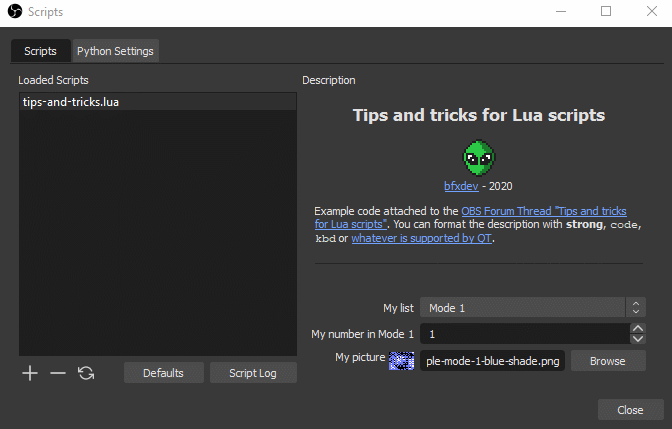 Scripts
Scripts
Python Settings
Loaded Scripts
Description
tips-and-tricks.lua
Tips and tricks for Lua scripts
bfxdev - 2020
Example code attached to the OBS Forum Thread "Tips and tricks
for Lua scripts". You can format the description with strong, code,
kbd or whatever is supported by QT.
My list
Mode 1
My number in Mode 1
1
My picture
ple-mode-1-blue-shade.png
Browse
Defaults
Script Log
Close